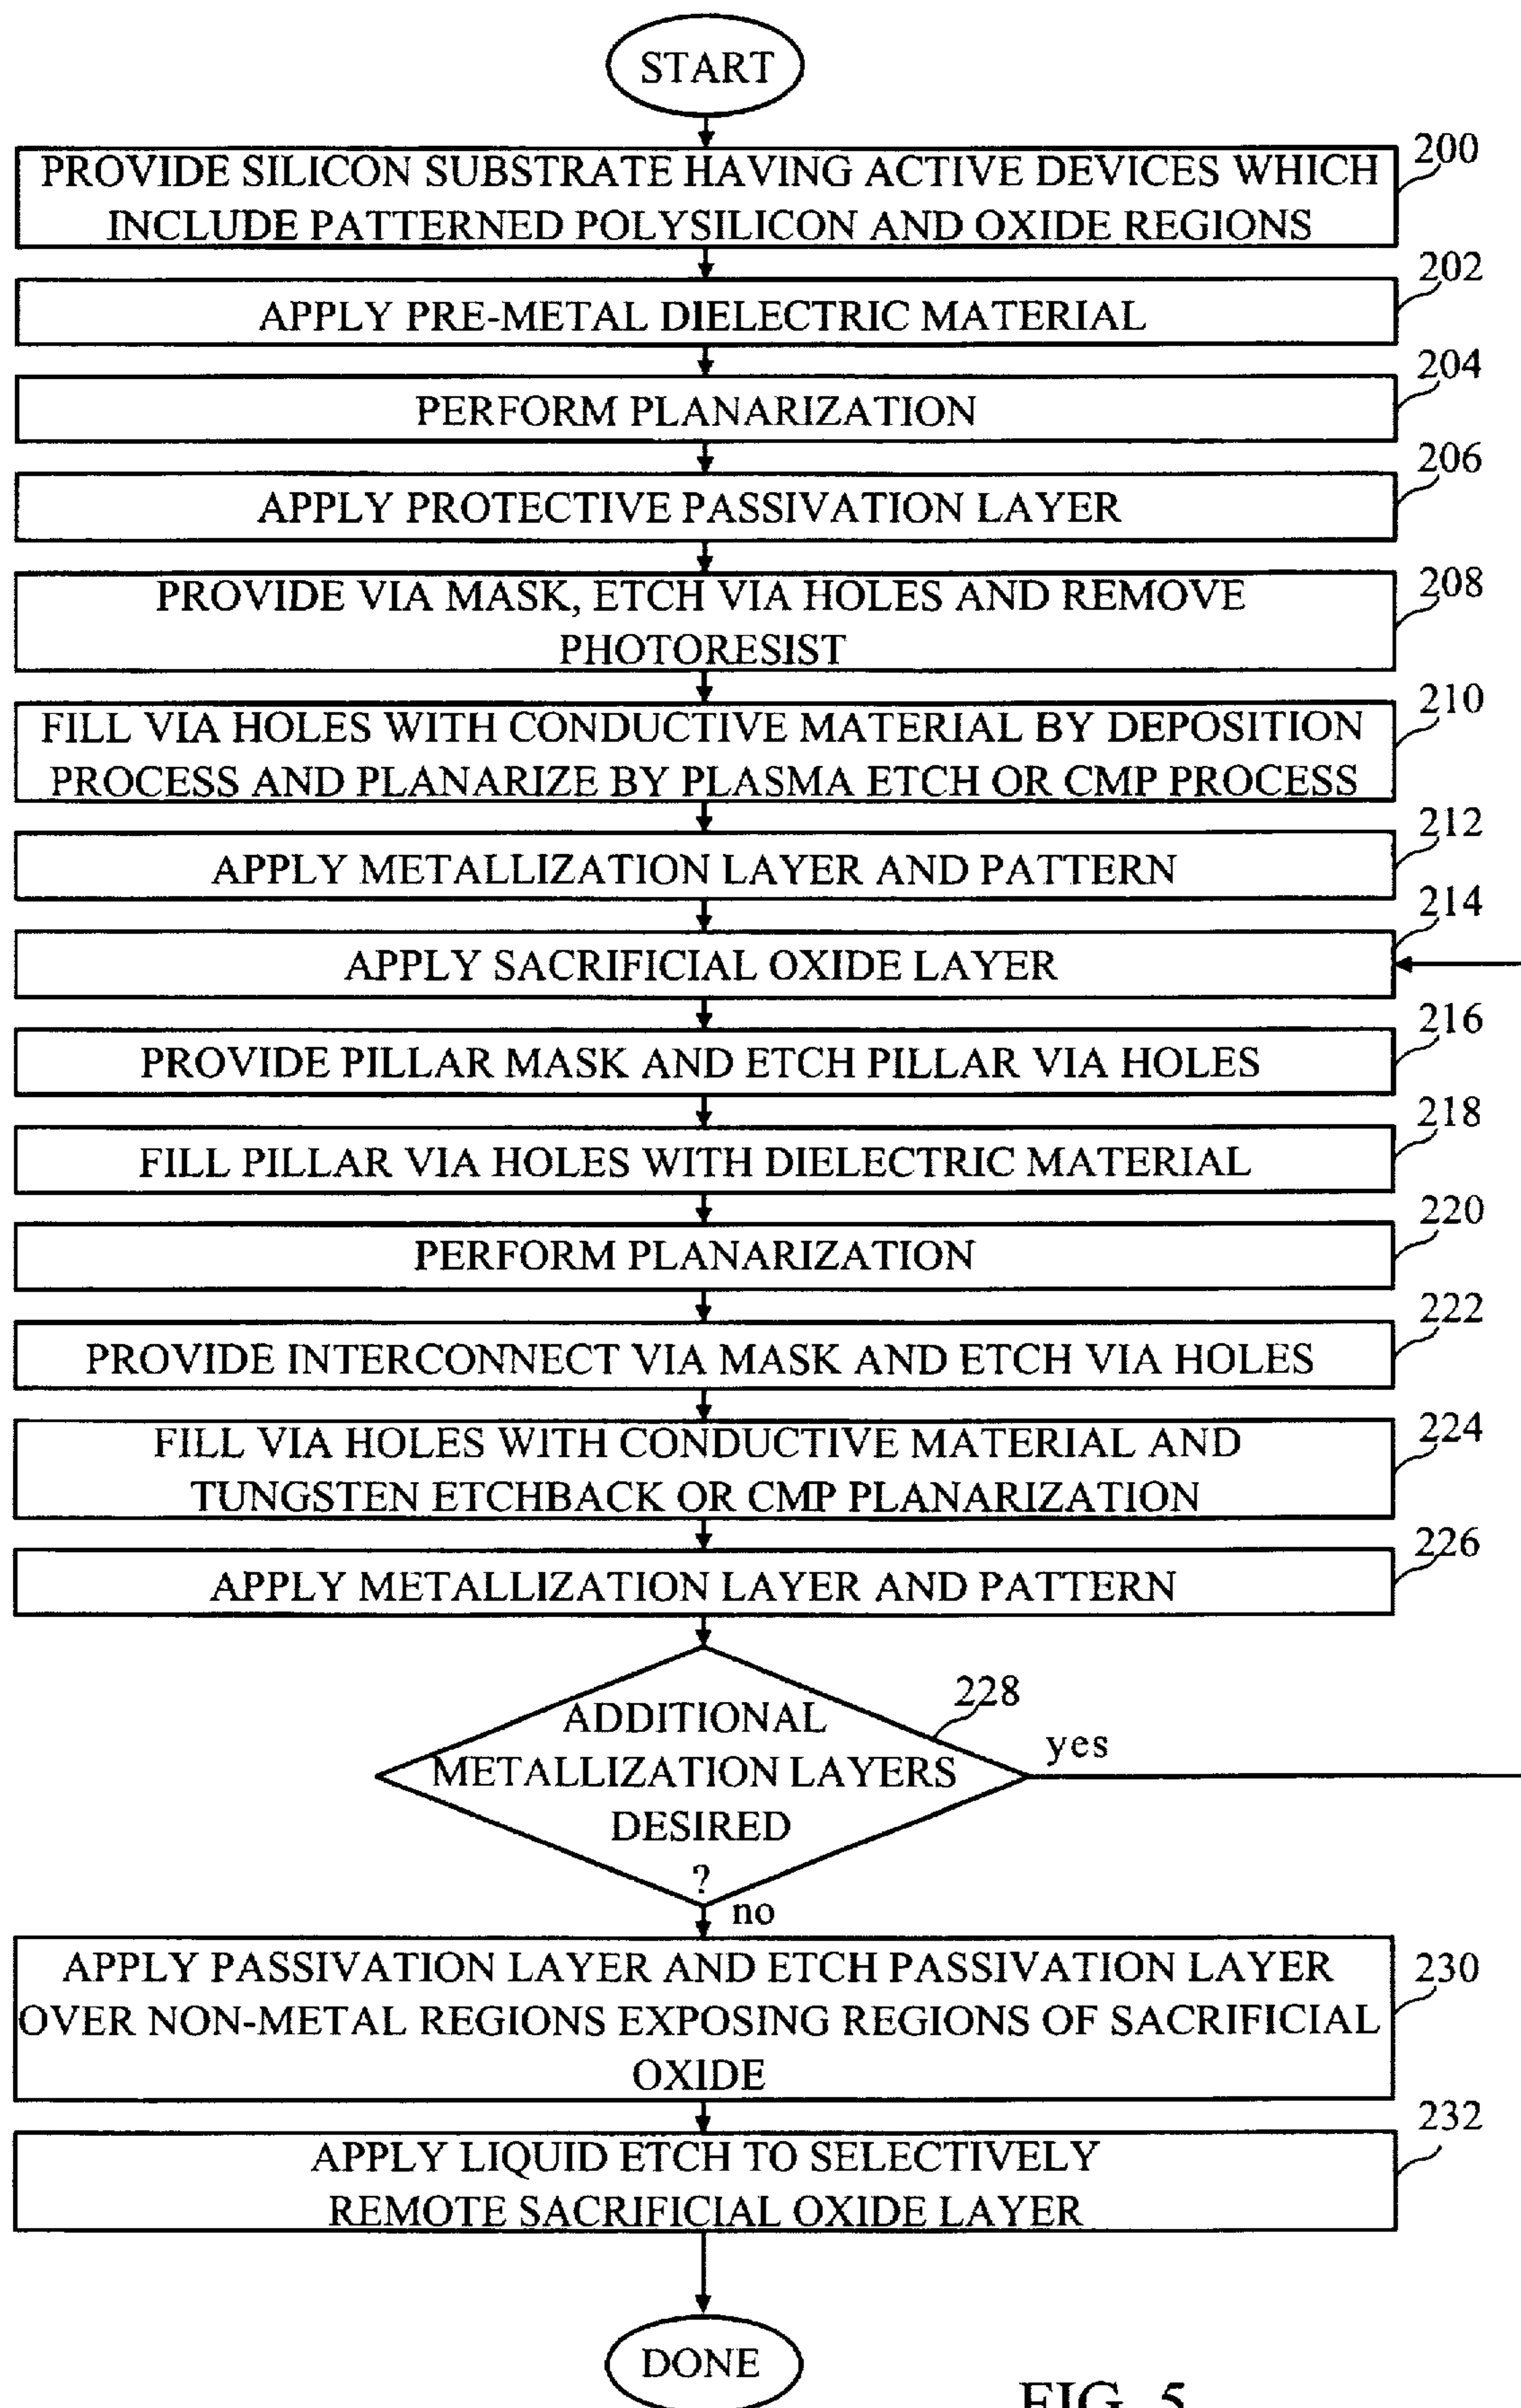 START
200
PROVIDE SILICON SUBSTRATE HAVING ACTIVE DEVICES WHICH
INCLUDE PATTERNED POLYSILICON AND OXIDE REGIONS
202
APPLY PRE-METAL DIELECTRIC MATERIAL
204
PERFORM PLANARIZATION
206
APPLY PROTECTIVE PASSIVATION LAYER
208
PROVIDE VIA MASK, ETCH VIA HOLES AND REMOVE
PHOTORESIST
210
FILL VIA HOLES WITH CONDUCTIVE MATERIAL BY DEPOSITION
PROCESS AND PLANARIZE BY PLASMA ETCH OR CMP PROCESS
212
APPLY METALLIZATION LAYER AND PATTERN
214
APPLY SACRIFICIAL OXIDE LAYER
216
PROVIDE PILLAR MASK AND ETCH PILLAR VIA HOLES
218
FILL PILLAR VIA HOLES WITH DIELECTRIC MATERIAL
220
PERFORM PLANARIZATION
222
PROVIDE INTERCONNECT VIA MASK AND ETCH VIA HOLES
224
FILL VIA HOLES WITH CONDUCTIVE MATERIAL AND
TUNGSTEN ETCHBACK OR CMP PLANARIZATION
226
APPLY METALLIZATION LAYER AND PATTERN
228
ADDITIONAL
METALLIZATION LAYERS
DESIRED
?
yes
no
230
APPLY PASSIVATION LAYER AND ETCH PASSIVATION LAYER
OVER NON-METAL REGIONS EXPOSING REGIONS OF SACRIFICIAL
OXIDE
232
APPLY LIQUID ETCH TO SELECTIVELY
REMOTE SACRIFICIAL OXIDE LAYER
DONE
FIG. 5